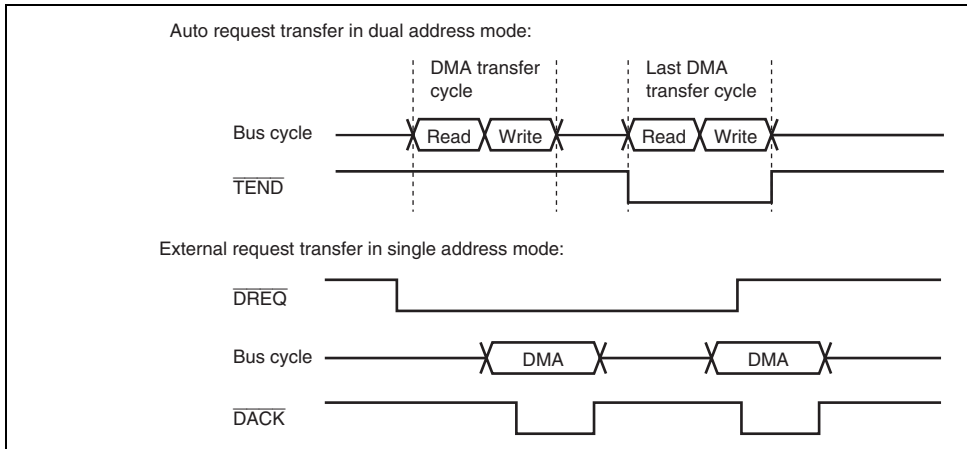 Auto request transfer in dual address mode:
DMA transfer
cycle
Last DMA
transfer cycle
Bus cycle
Read
Write
Read
Write
TEND
External request transfer in single address mode:
DREQ
Bus cycle
DMA
DMA
DACK